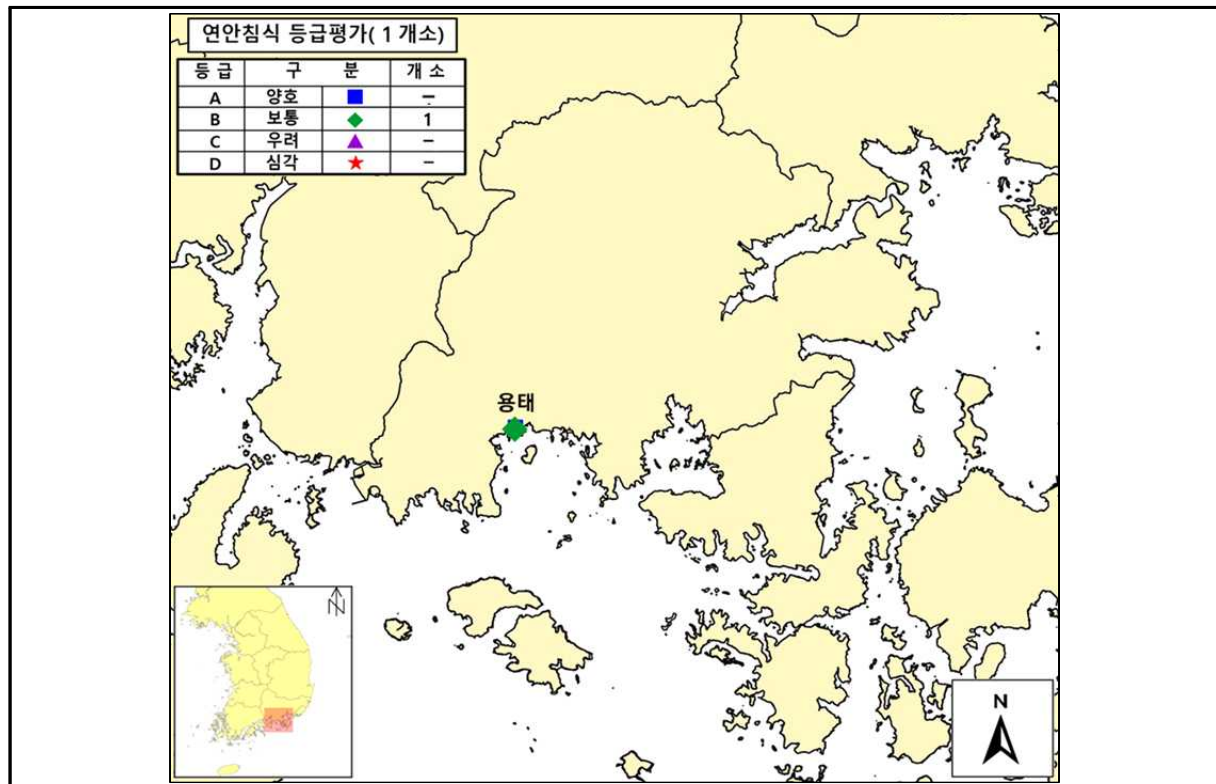 연안침식 등급평가( 1 개소)
등 급 구 분 개 소
A 양호 –
B 보통 1
C 우려 –
D 심각 –
용태
N
N